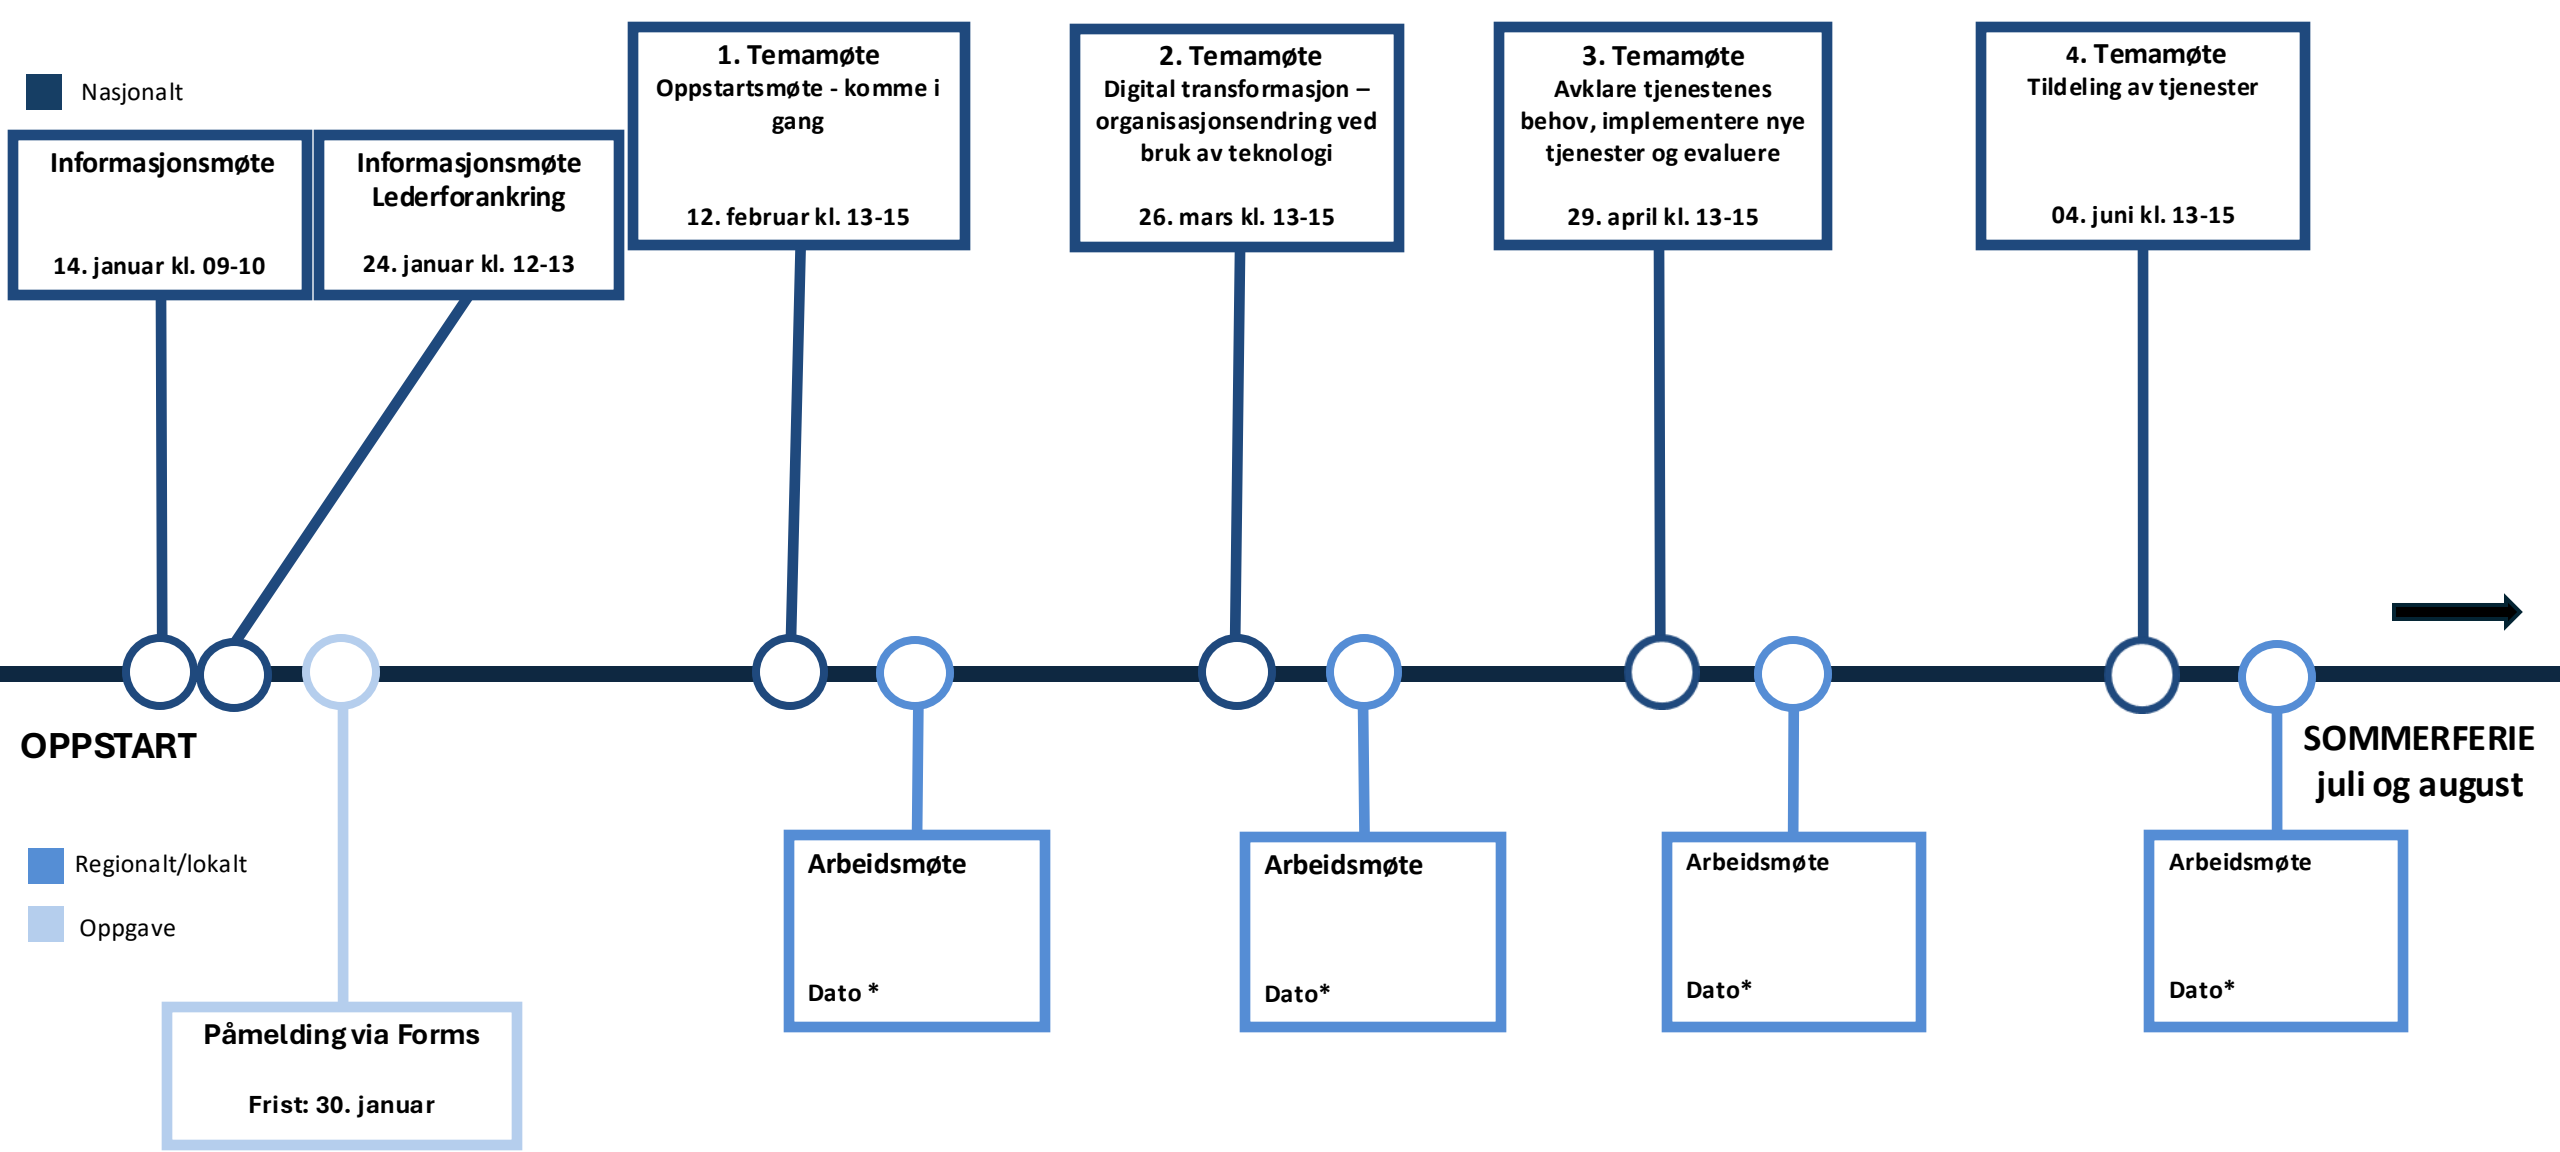 Nasjonalt
Informasjonsmøte
14. januar kl. 09-10
Informasjonsmøte
Lederforankring
24. januar kl. 12-13
1. Temamøte
Oppstartsmøte - komme i
gang
12. februar kl. 13-15
2. Temamøte
Digital transformasjon –
organisasjonsendring ved
bruk av teknologi
26. mars kl. 13-15
3. Temamøte
Avklare tjenestenes
behov, implementere nye
tjenester og evaluere
29. april kl. 13-15
4. Temamøte
Tildeling av tjenester
04. juni kl. 13-15
OPPSTART
SOMMERFERIE
juli og august
Regionalt/lokalt
Oppgave
Påmelding via Forms
Frist: 30. januar
Arbeidsmøte
Dato *
Arbeidsmøte
Dato*
Arbeidsmøte
Dato*
Arbeidsmøte
Dato*